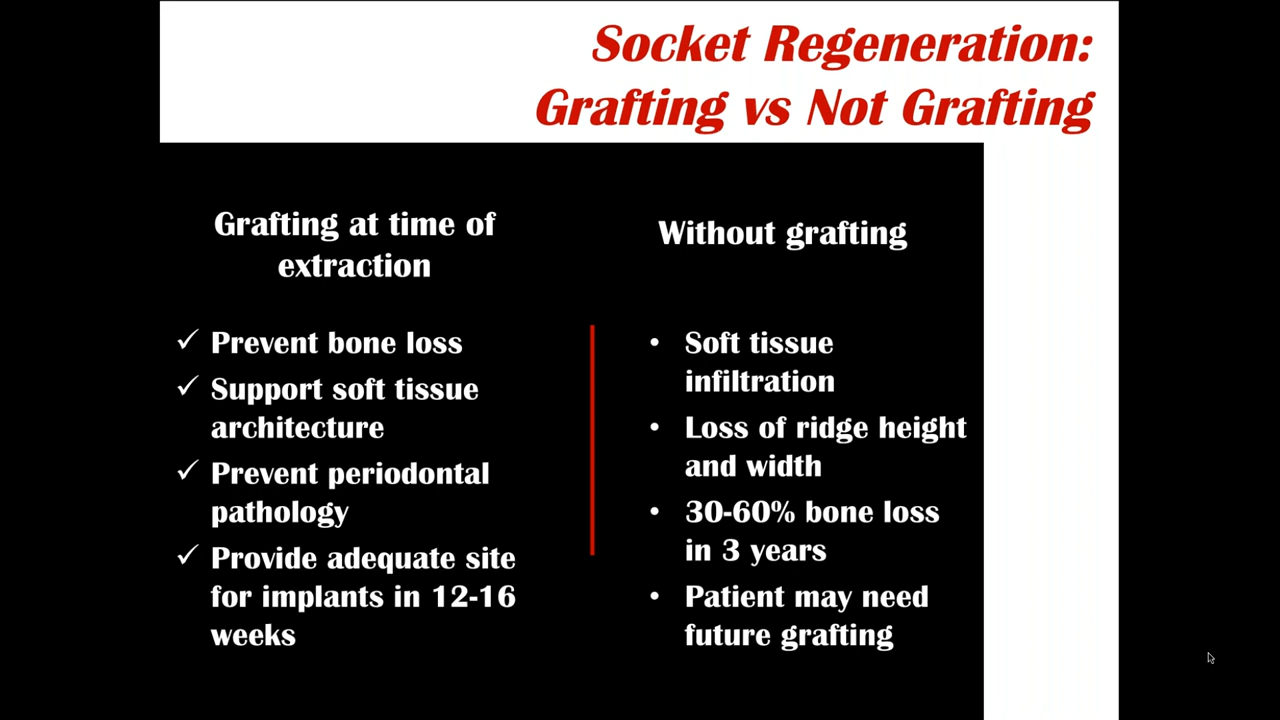 Socket Regeneration:
Grafting vs Not Grafting
Grafting at time of
extraction
✓ Prevent bone loss
✓ Support soft tissue
architecture
✓ Prevent periodontal
pathology
✓ Provide adequate site
for implants in 12-16
weeks
Without grafting
• Soft tissue
infiltration
• Loss of ridge height
and width
• 30-60% bone loss
in 3 years
• Patient may need
future grafting